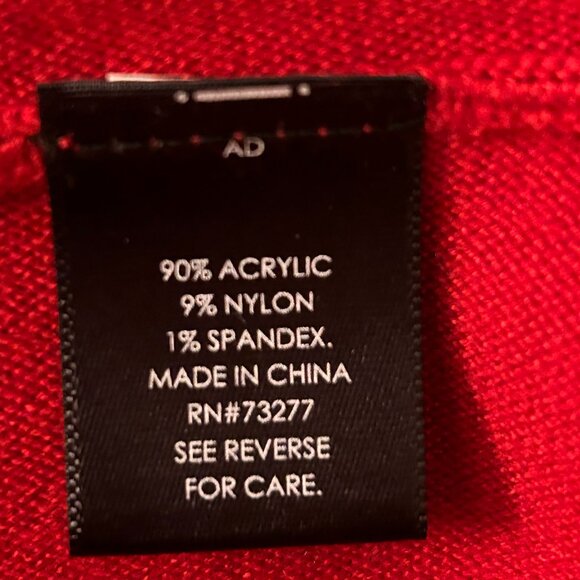 AD
90% ACRYLIC
9% NYLON
1% SPANDEX.
MADE IN CHINA
RN#73277
SEE REVERSE
FOR CARE.